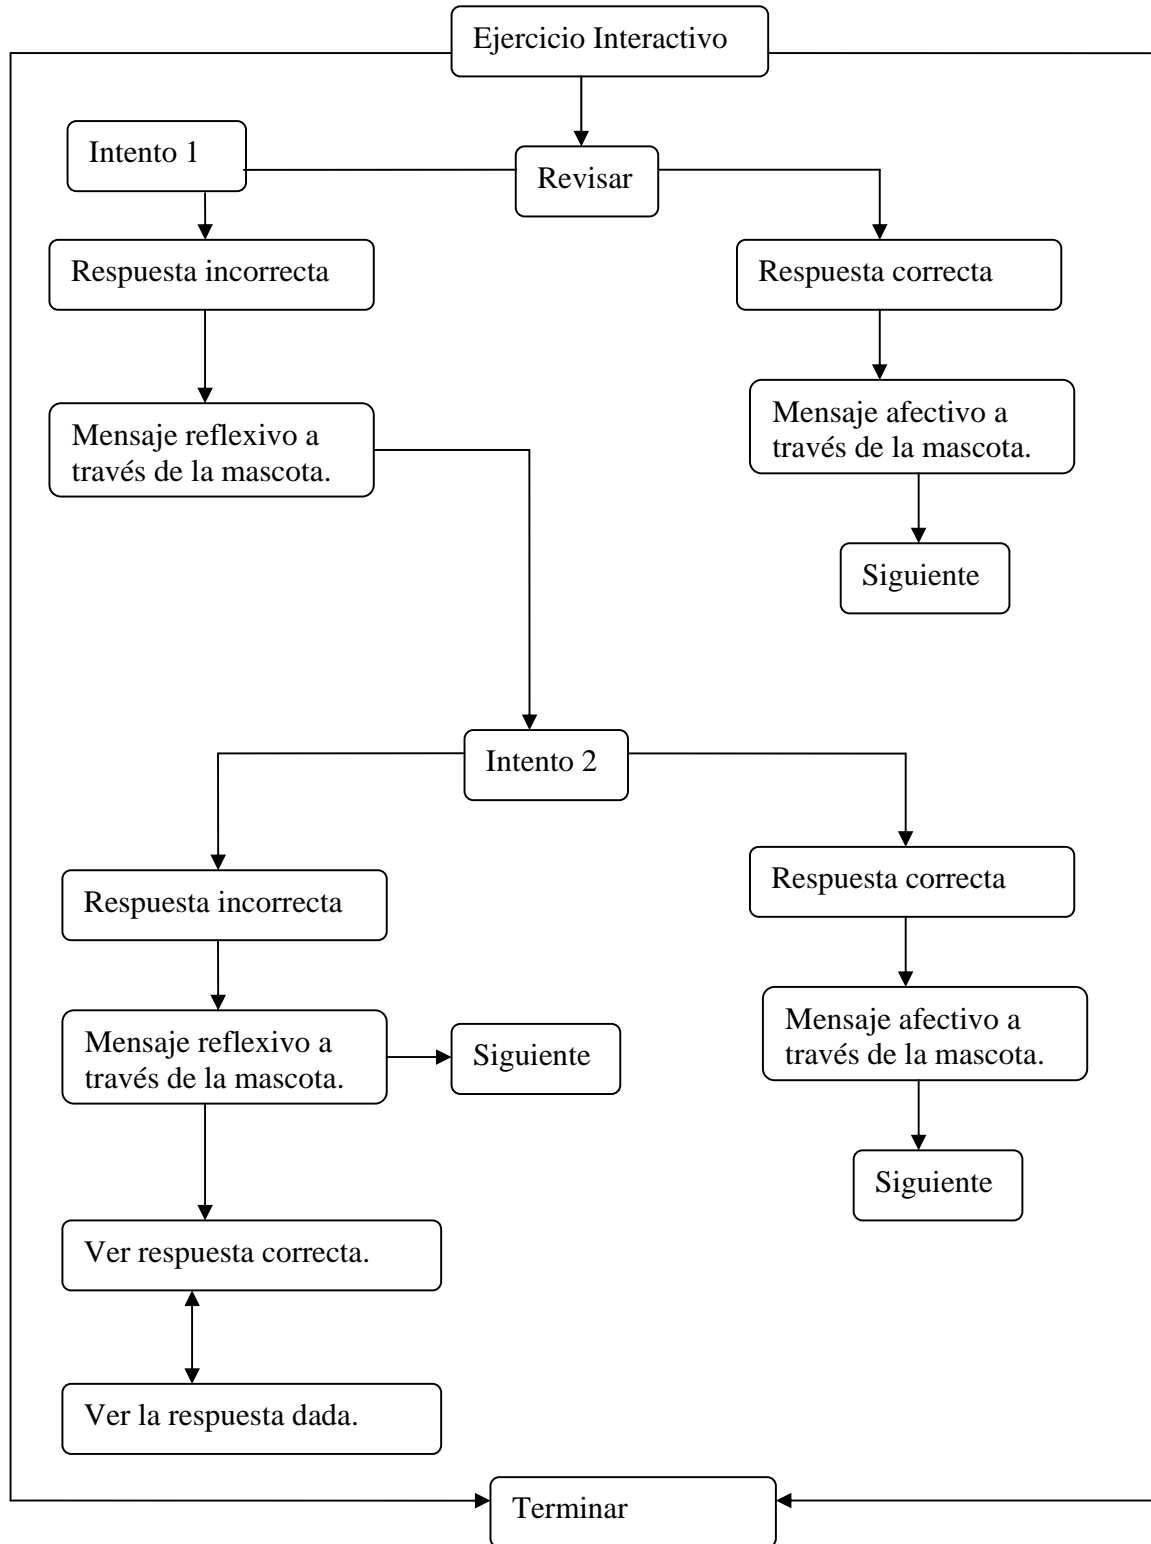 Ejercicio Interactivo
Intento 1
Revisar
Respuesta incorrecta
Respuesta correcta
Mensaje reflexivo a
través de la mascota.
Mensaje afectivo a
través de la mascota.
Siguiente
Intento 2
Respuesta incorrecta
Respuesta correcta
Mensaje reflexivo a
través de la mascota.
Siguiente
Mensaje afectivo a
través de la mascota.
Siguiente
Ver respuesta correcta.
Ver la respuesta dada.
Terminar